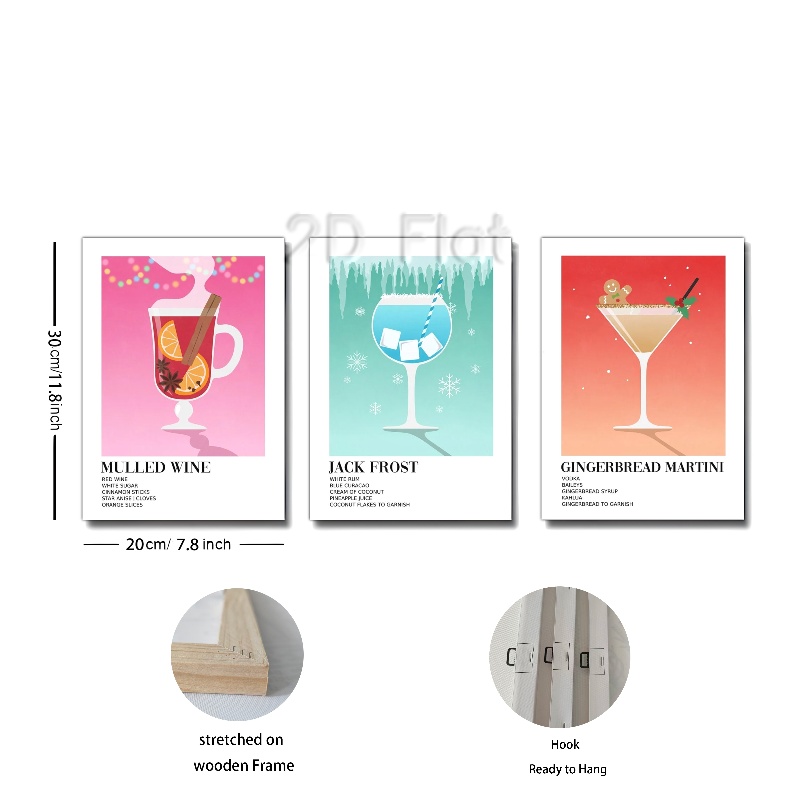 2D Flat
30cm/11.8inch
MULLED WINE
RED WINE
WHITE SUGAR
CINNAMON STICKS
STAR ANISE | CLOVES
ORANGE SLICES
JACK FROST
WHITE RUM
BLUE CURACAO
CREAM OF COCONUT
PINEAPPLE JUICE
COCONUT FLAKES TO GARNISH
GINGERBREAD MARTINI
VODKA
BAILEYS
GINGERBREAD SYRUP
KAHLUA
GINGERBREAD TO GARNISH
20cm/ 7.8 inch
stretched on
wooden Frame
Hook
Ready to Hang